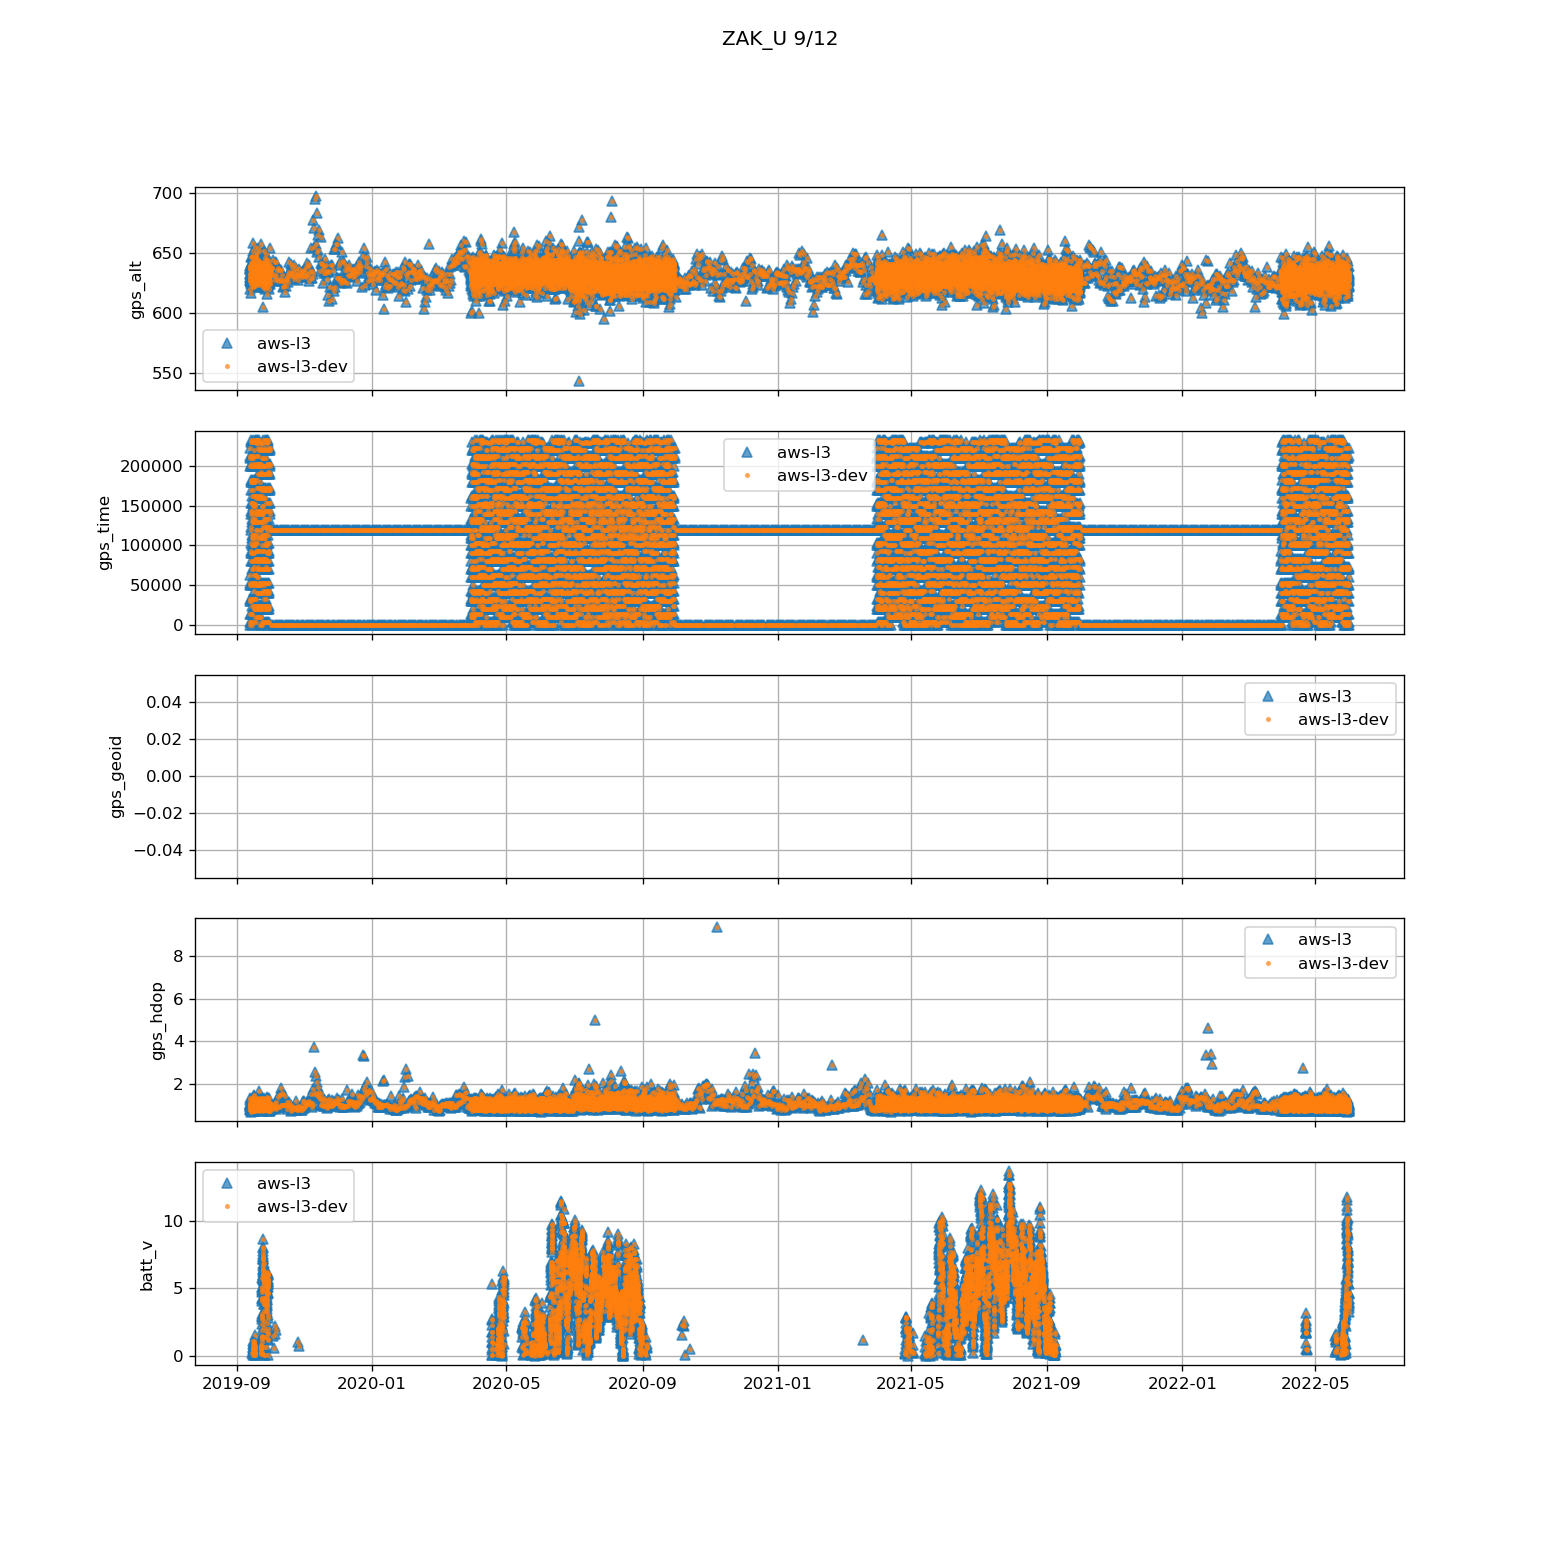 ZAK_U 9/12
700
650
600
550
gps_alt
aws-l3
aws-l3-dev
200000
150000
100000
50000
0
gps_time
aws-l3
aws-l3-dev
0.04
0.02
0.00
−0.02
−0.04
gps_geoid
aws-l3
aws-l3-dev
8
6
4
2
gps_hdop
aws-l3
aws-l3-dev
10
5
0
batt_v
aws-l3
aws-l3-dev
2019-09 2020-01 2020-05 2020-09 2021-01 2021-05 2021-09 2022-01 2022-05